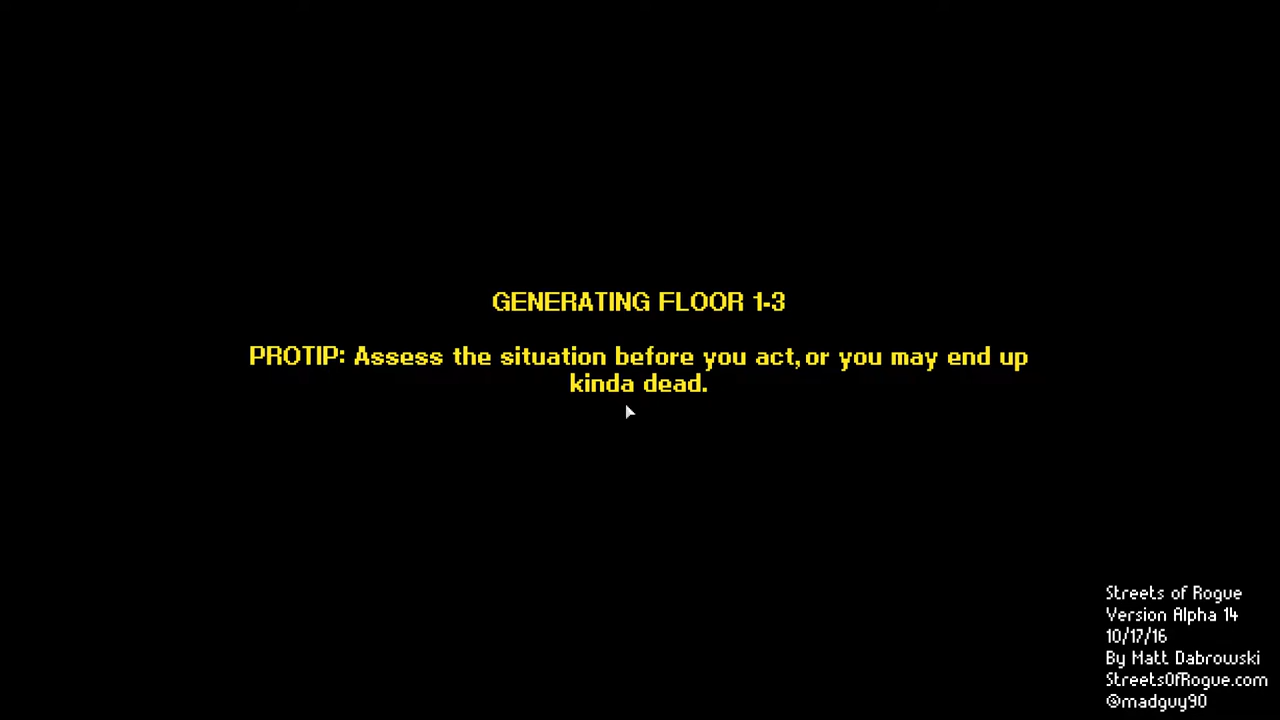 GENERATING FLOOR 1-3
PROTIP: Assess the situation before you act, or you may end up
kinda dead.
Streets of Rogue
Version Alpha 14
10/17/16
By Matt Dabrowski
StreetsOfRogue.com
@madguy90